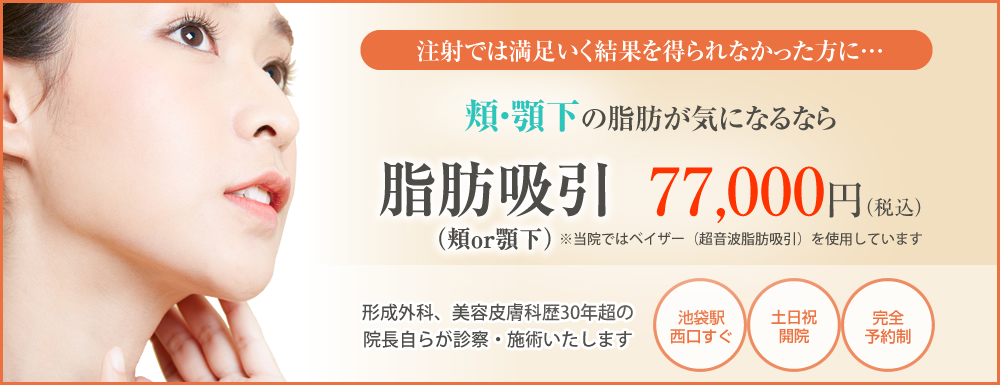 注射では満足いく結果を得られなかった方に…
頬・顎下の脂肪が気になるなら
脂肪吸引 77,000円(税込)
(頬or顎下) ※当院ではベイザー（超音波脂肪吸引）を使用しています
形成外科、美容皮膚科歴30年超の
院長自らが診察・施術いたします
池袋駅
西口すぐ
土日祝
開院
完全
予約制